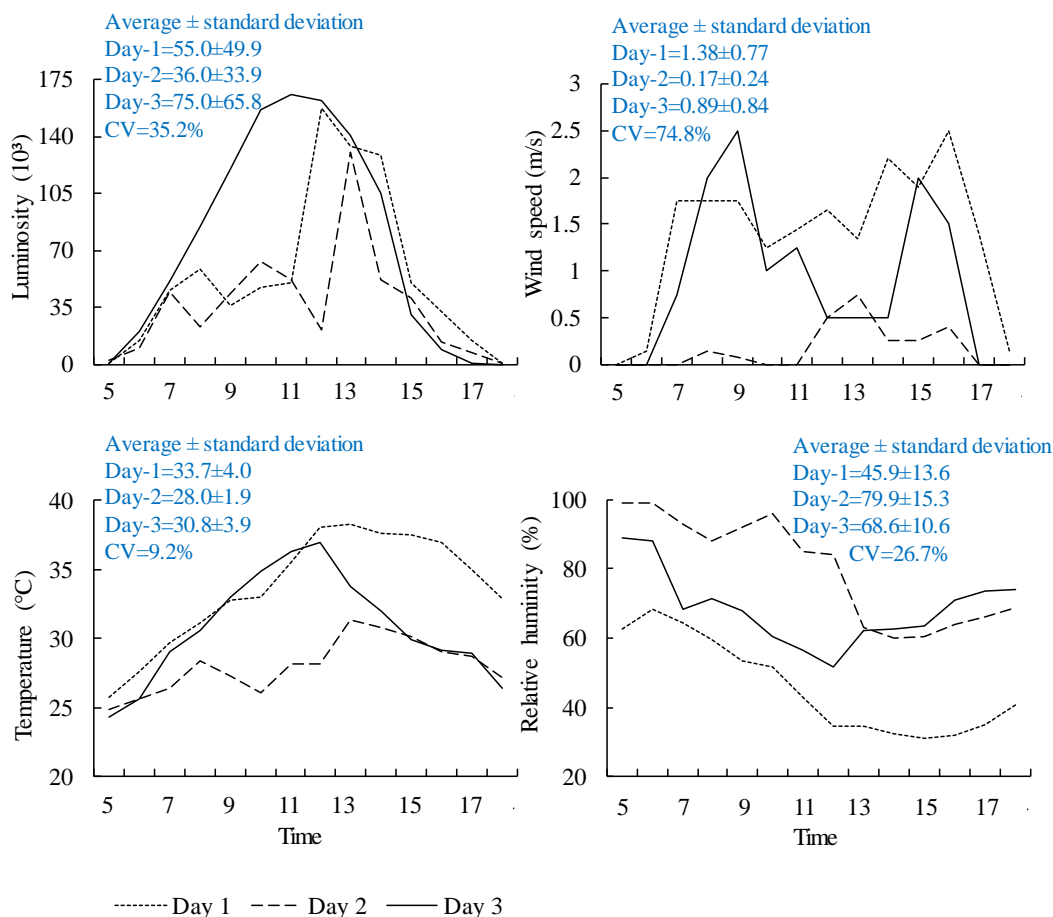 Average ± standard deviation
Day-1=55.0±49.9
Day-2=36.0±33.9
Day-3=75.0±65.8
CV=35.2%
175
140
105
70
35
0
Luminosity (10³)
5 7 9 11 13 15 17
Average ± standard deviation
Day-1=1.38±0.77
Day-2=0.17±0.24
Day-3=0.89±0.84
CV=74.8%
3
2.5
2
1.5
1
0.5
0
Wind speed (m/s)
5 7 9 11 13 15 17
Average ± standard deviation
Day-1=33.7±4.0
Day-2=28.0±1.9
Day-3=30.8±3.9
CV=9.2%
40
35
30
25
20
Temperature (°C)
5 7 9 11 13 15 17
Time
Average ± standard deviation
Day-1=45.9±13.6
Day-2=79.9±15.3
Day-3=68.6±10.6
CV=26.7%
100
80
60
40
20
Relative huminity (%)
5 7 9 11 13 15 17
Time
Day 1 Day 2 Day 3